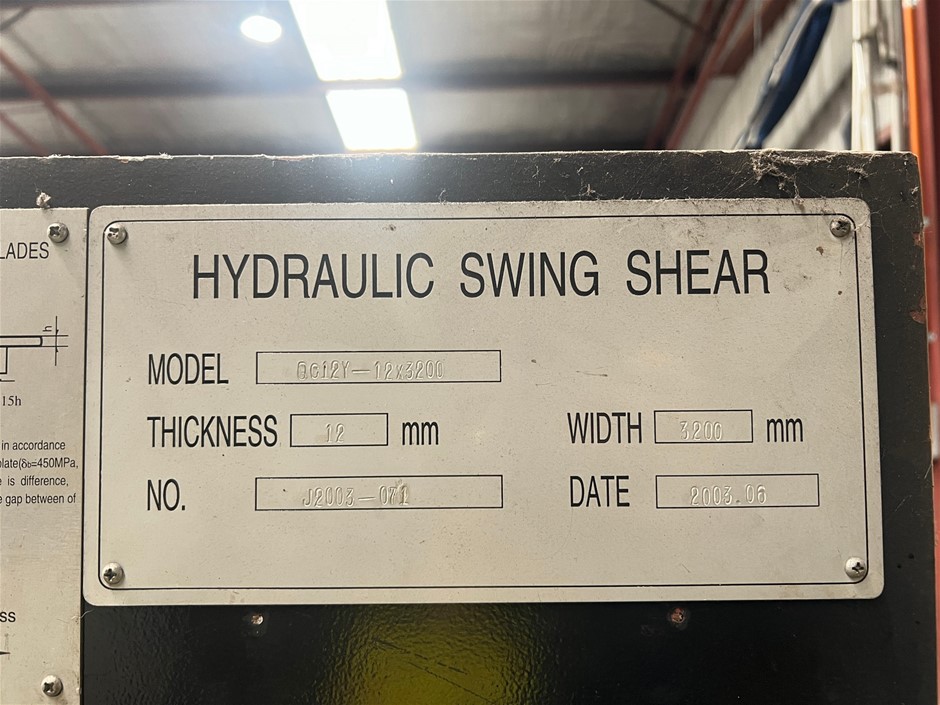 LADES
h
15h
in accordance
plate(δb=450MPa,
is difference,
gap between of
SS
HYDRAULIC SWING SHEAR
MODEL QC12Y-12x3200
THICKNESS 12 mm WIDTH 3200 mm
NO. J2003-071 DATE 2003.06